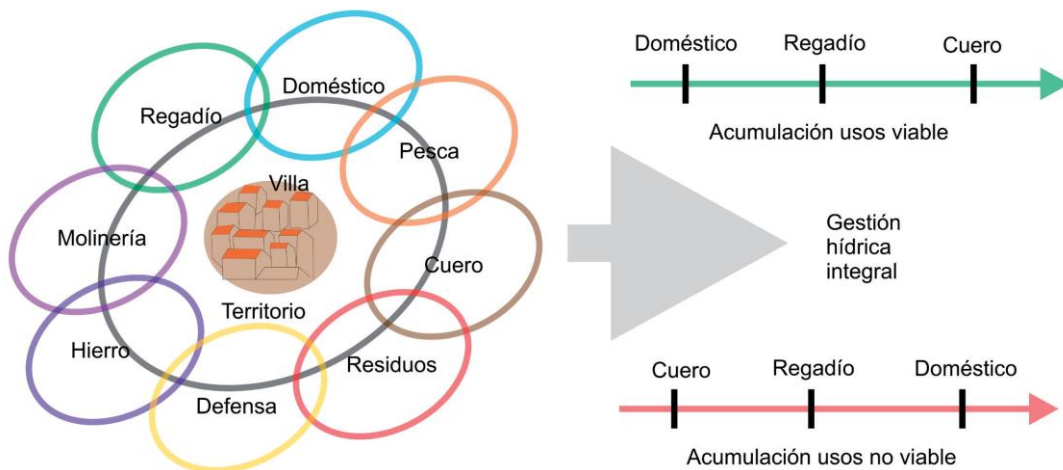 Doméstico
Regadío
Pesca
Villa
Molinería
Cuero
Territorio
Hierro
Residuos
Defensa
Doméstico Regadío Cuero
Acumulación usos viable
Gestión
hídrica
integral
Cuero Regadío Doméstico
Acumulación usos no viable